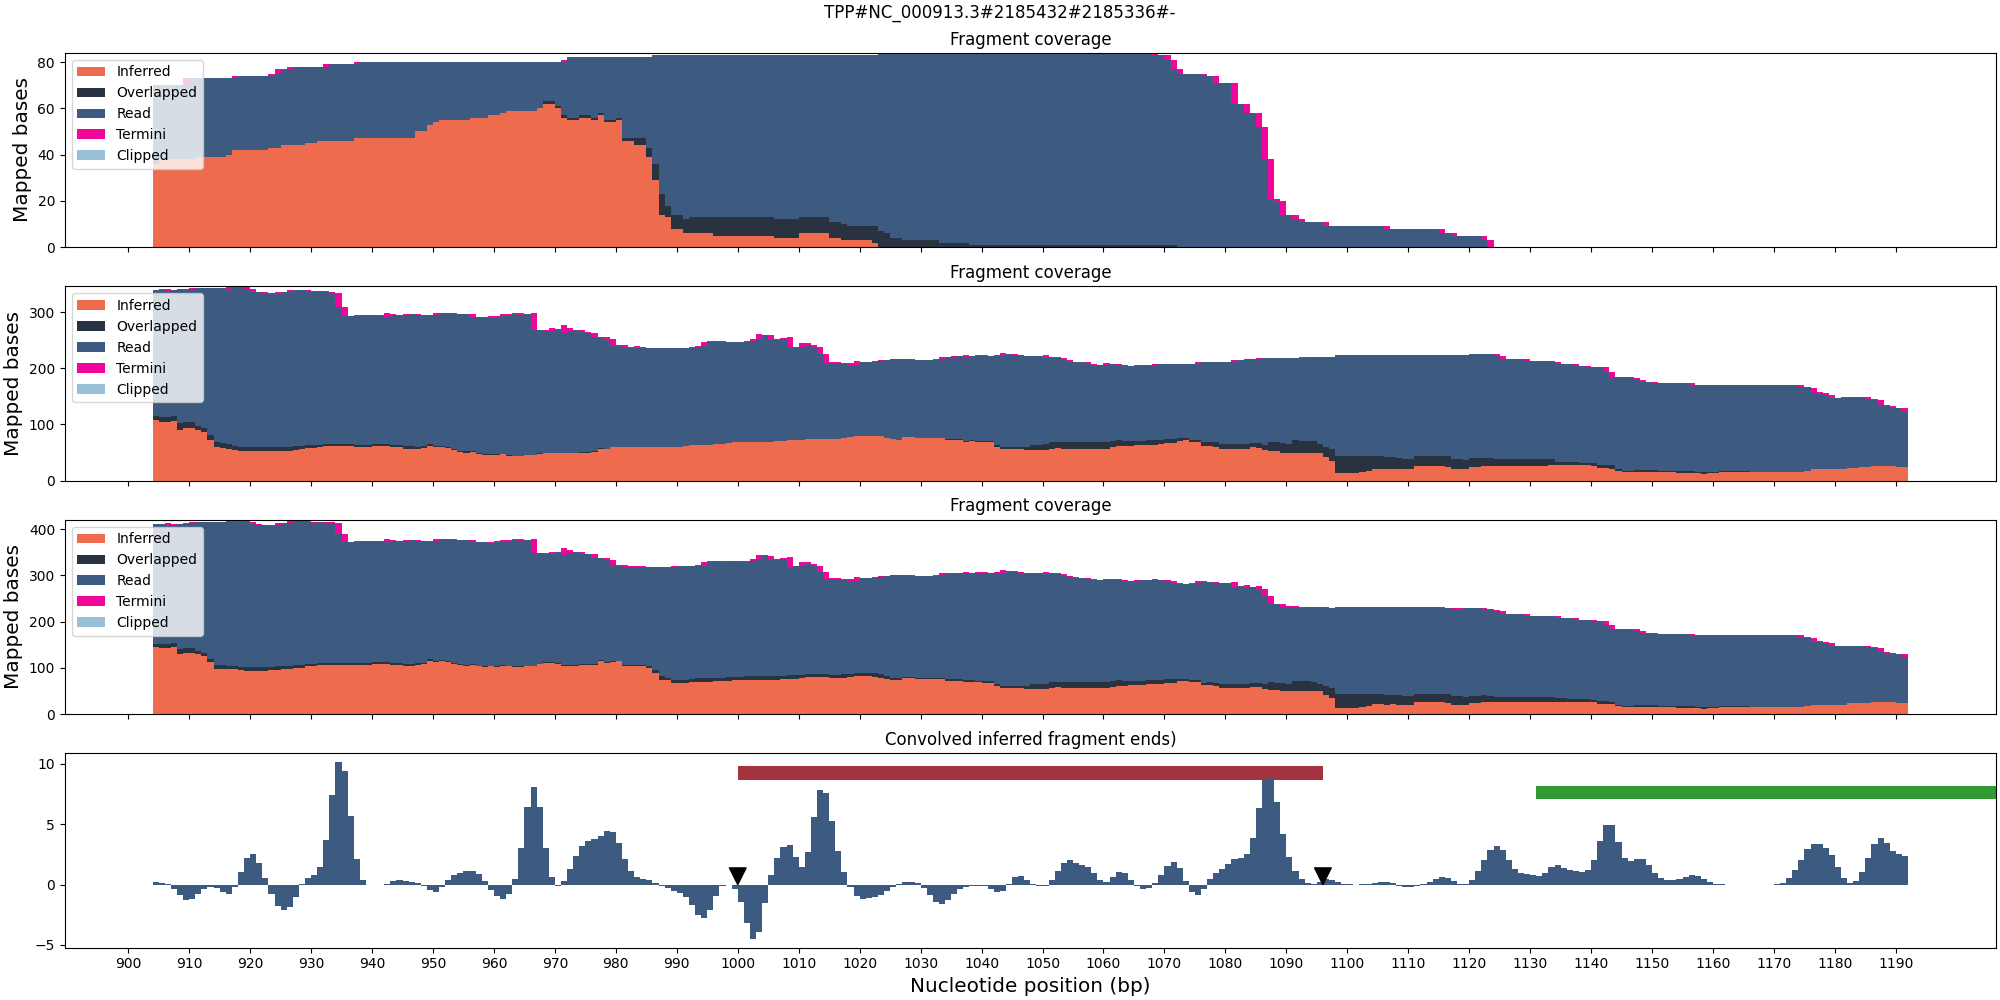 TPP#NC_000913.3#2185432#2185336#-
Fragment coverage
Mapped bases
80
60
40
20
0
Inferred
Overlapped
Read
Termini
Clipped
Fragment coverage
Mapped bases
300
200
100
0
Inferred
Overlapped
Read
Termini
Clipped
Fragment coverage
Mapped bases
400
300
200
100
0
Inferred
Overlapped
Read
Termini
Clipped
Convolved inferred fragment ends)
10
5
0
−5
900 910 920 930 940 950 960 970 980 990 1000 1010 1020 1030 1040 1050 1060 1070 1080 1090 1100 1110 1120 1130 1140 1150 1160 1170 1180 1190
Nucleotide position (bp)